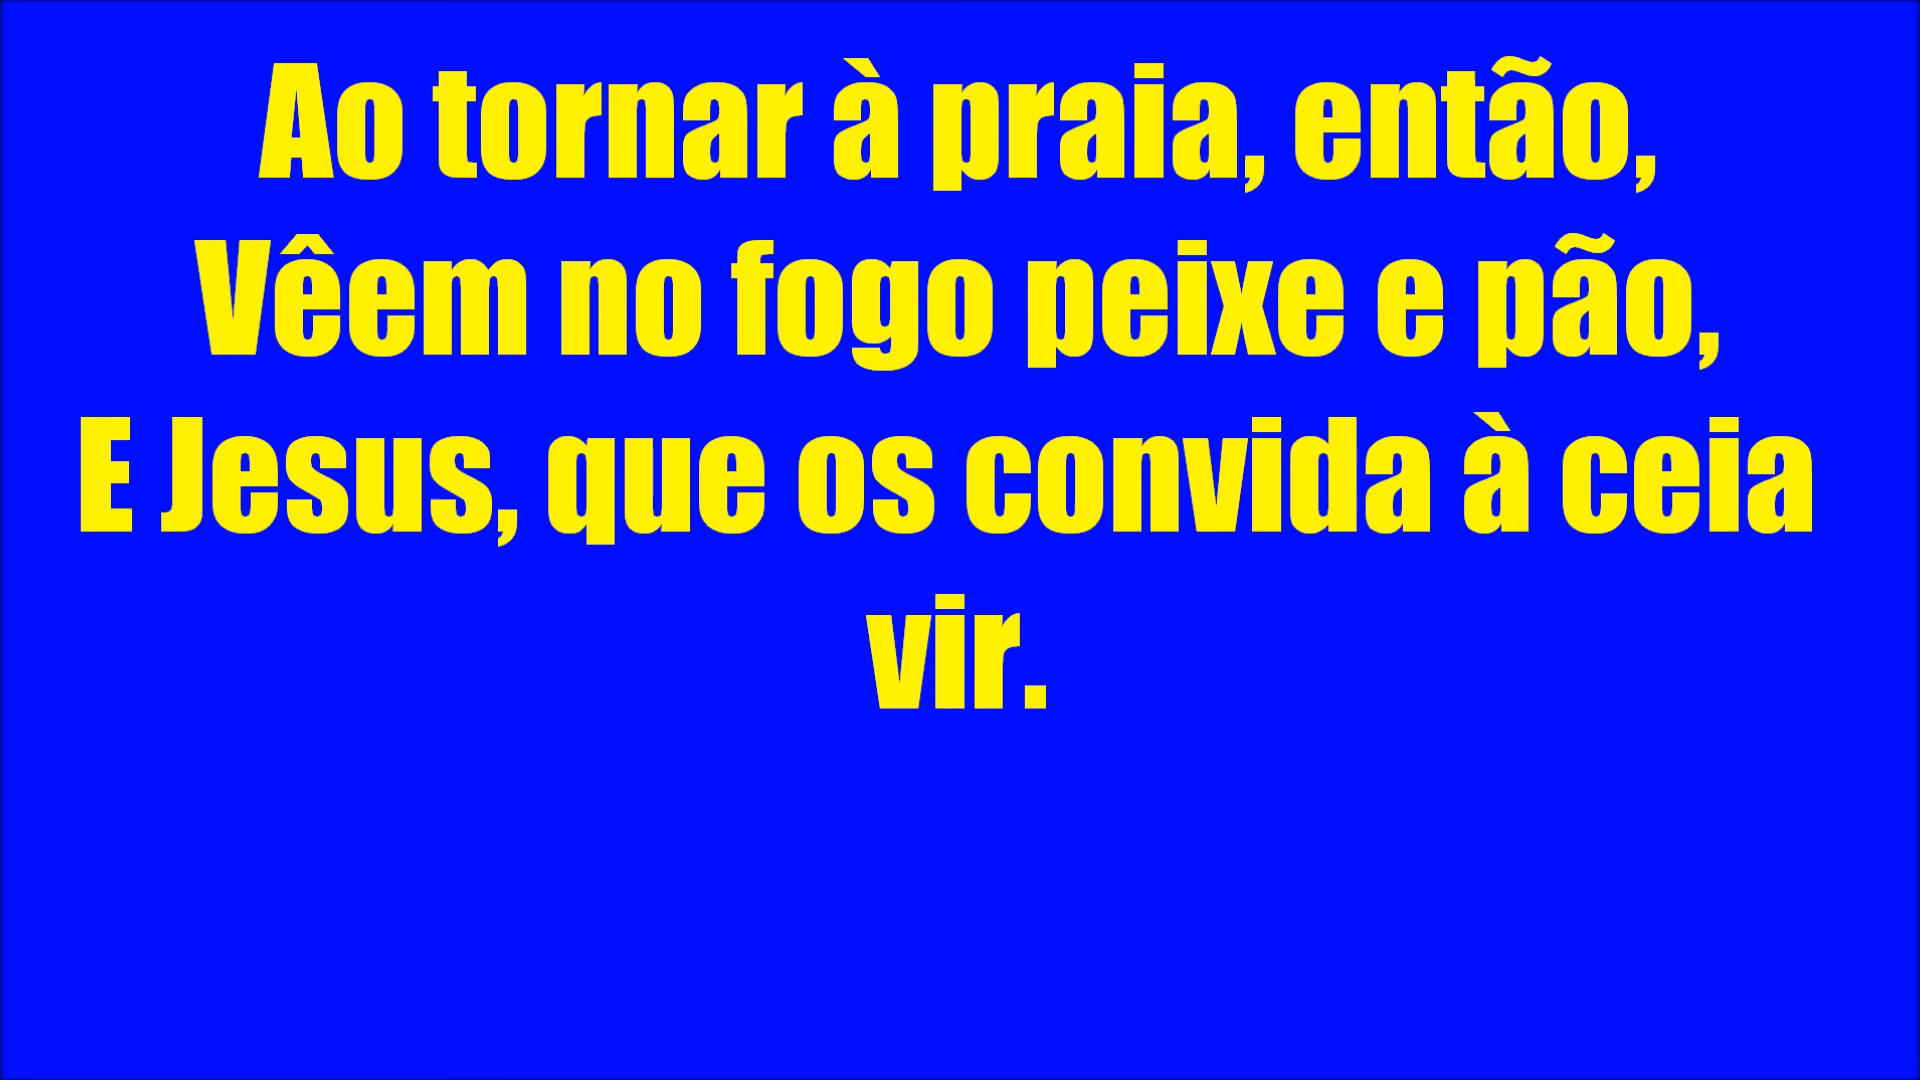 Ao tornar à praia, então,
Vêem no fogo peixe e pão,
E Jesus, que os convida à ceia
vir.